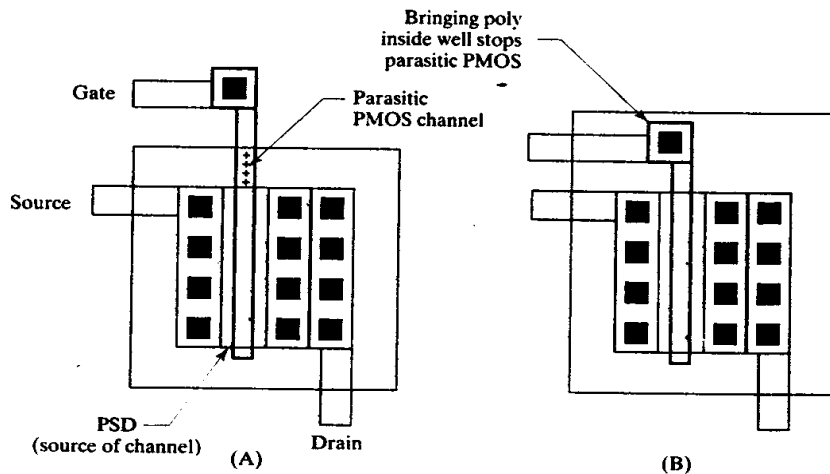 Bringing poly
inside well stops
parasitic PMOS
Gate
Parasitic
PMOS channel
Source
PSD
(source of channel)
(A)
Drain
(B)